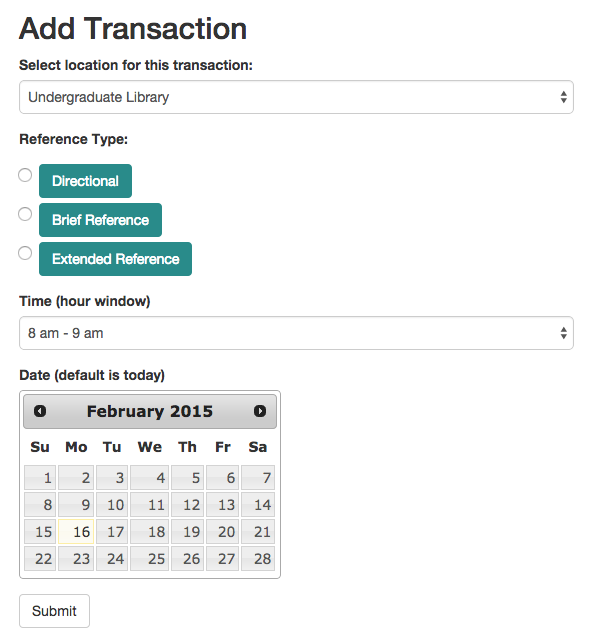 Add Transaction
Select location for this transaction:
Undergraduate Library
Reference Type:
Directional
Brief Reference
Extended Reference
Time (hour window)
8 am - 9 am
Date (default is today)
February 2015
Su Mo Tu We Th Fr Sa
1 2 3 4 5 6 7
8 9 10 11 12 13 14
15 16 17 18 19 20 21
22 23 24 25 26 27 28
Submit